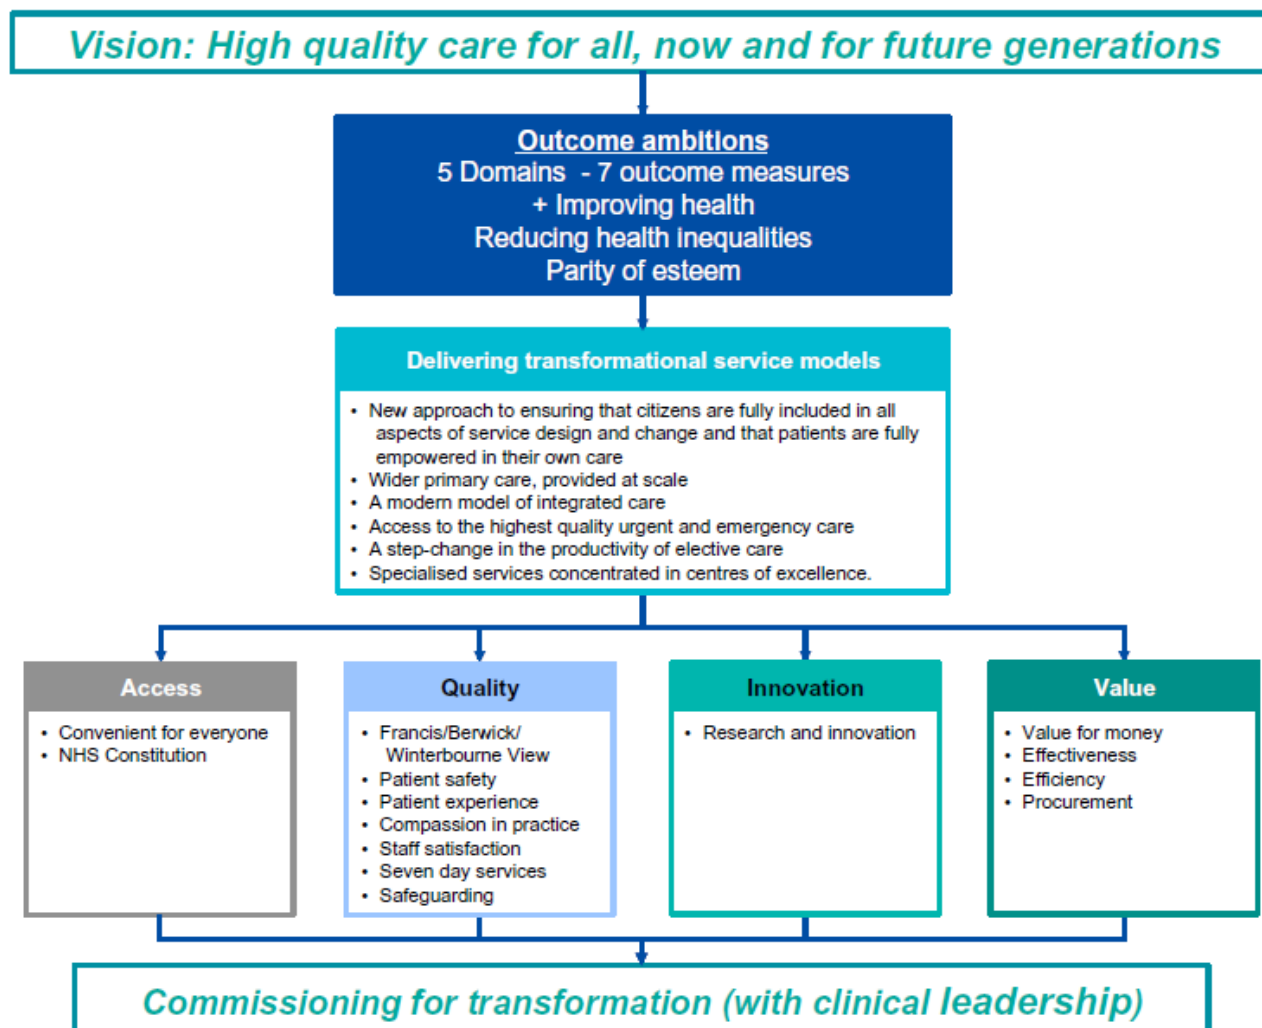 Vision: High quality care for all, now and for future generations
Outcome ambitions
5 Domains - 7 outcome measures
+ Improving health
Reducing health inequalities
Parity of esteem
Delivering transformational service models
• New approach to ensuring that citizens are fully included in all
aspects of service design and change and that patients are fully
empowered in their own care
• Wider primary care, provided at scale
• A modern model of integrated care
• Access to the highest quality urgent and emergency care
• A step-change in the productivity of elective care
• Specialised services concentrated in centres of excellence.
Access
• Convenient for everyone
• NHS Constitution
Quality
• Francis/Berwick/
Winterbourne View
• Patient safety
• Patient experience
• Compassion in practice
• Staff satisfaction
• Seven day services
• Safeguarding
Innovation
• Research and innovation
Value
• Value for money
• Effectiveness
• Efficiency
• Procurement
Commissioning for transformation (with clinical leadership)